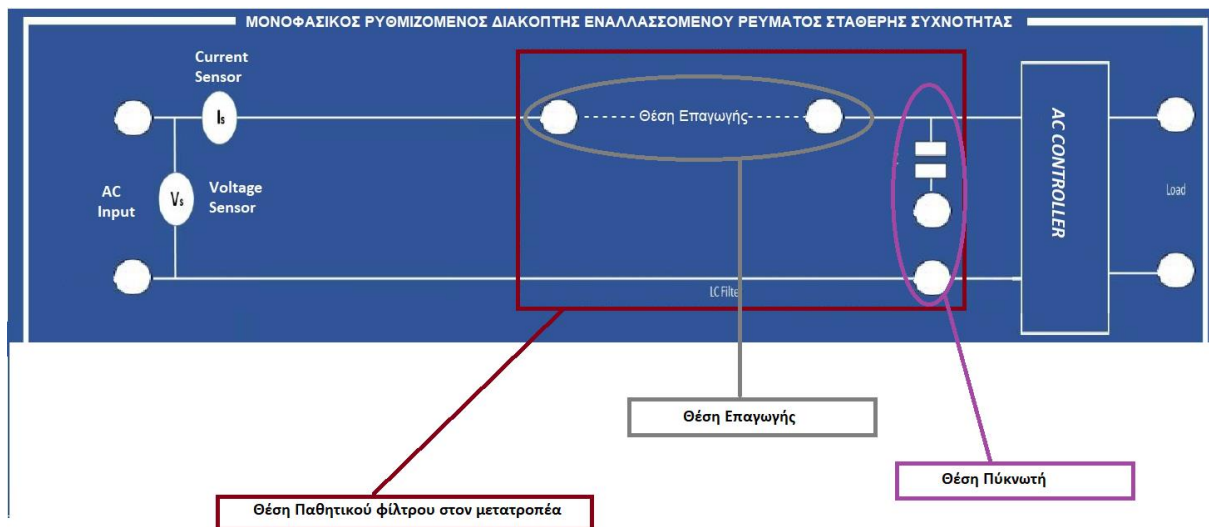 ΜΟΝΟΦΑΣΙΚΟΣ ΡΥΘΜΙΖΟΜΕΝΟΣ ΔΙΑΚΟΠΤΗΣ ΕΝΑΛΛΑΣΣΟΜΕΝΟΥ ΡΕΥΜΑΤΟΣ ΣΤΑΘΕΡΗΣ ΣΥΧΝΟΤΗΤΑΣ
Current
Sensor
Is
Θέση Επαγωγής
AC CONTROLLER
AC
Input
Vs
Voltage
Sensor
Load
LC Filte
Θέση Επαγωγής
Θέση Πύκνωτή
Θέση Παθητικού φίλτρου στον μετατροπέα